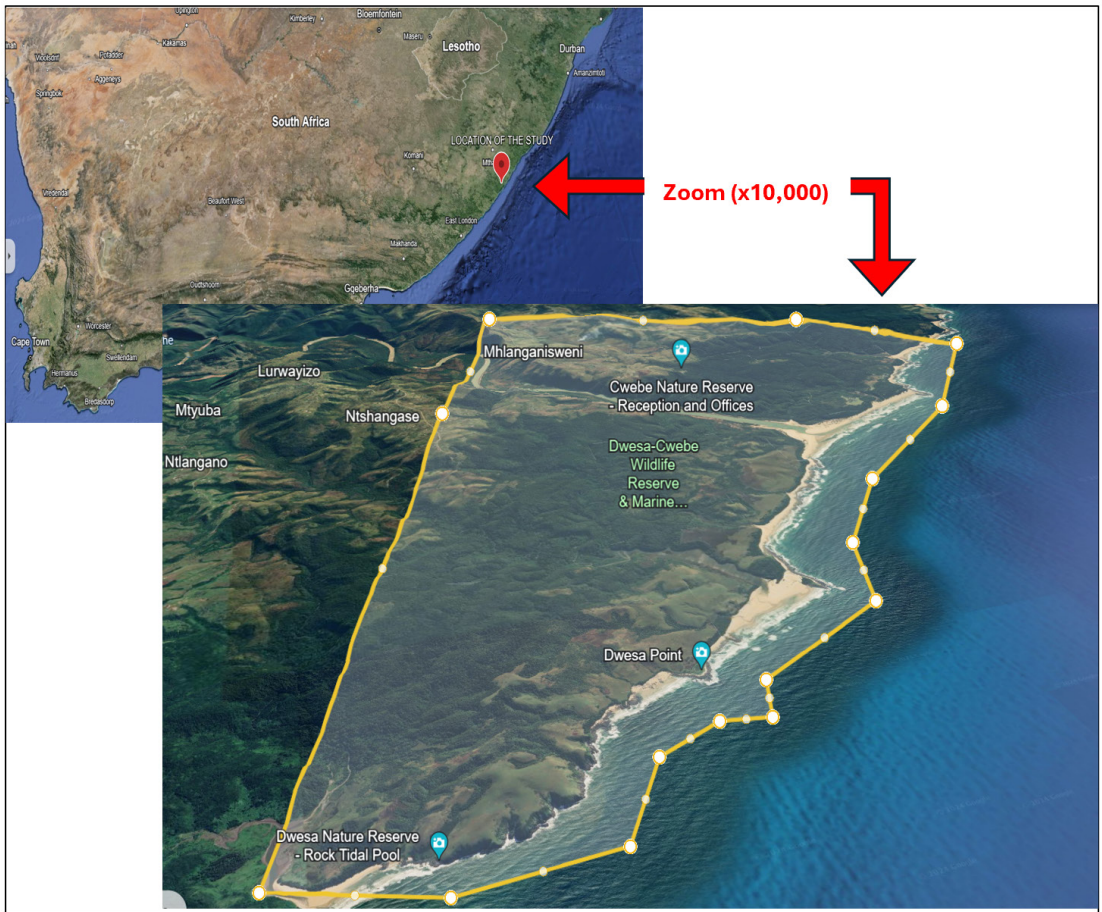 Upington
Kimberley
Bloemfontein
Kakamas
Maseru
Lesotho
Durban
Pofadder
Amanzimtoti
Aggeneys
Springbok
South Africa
LOCATION OF THE STUDY
Komani
Mth
Vredendal
Beaufort West
East London
Makhanda
Oudtshoorn
Gqeberha
Worcester
Cape Town
Swellendam
Hermanus
Bredasdorp
Zoom (x10,000)
ne
Mhlanganisweni
Lurwayizo
Cwebe Nature Reserve
- Reception and Offices
Mtyuba
Ntshangase
Dwesa-Cwebe
Wildlife
Reserve
& Marine…
Ntlangano
Dwesa Point
Dwesa Nature Reserve
- Rock Tidal Pool